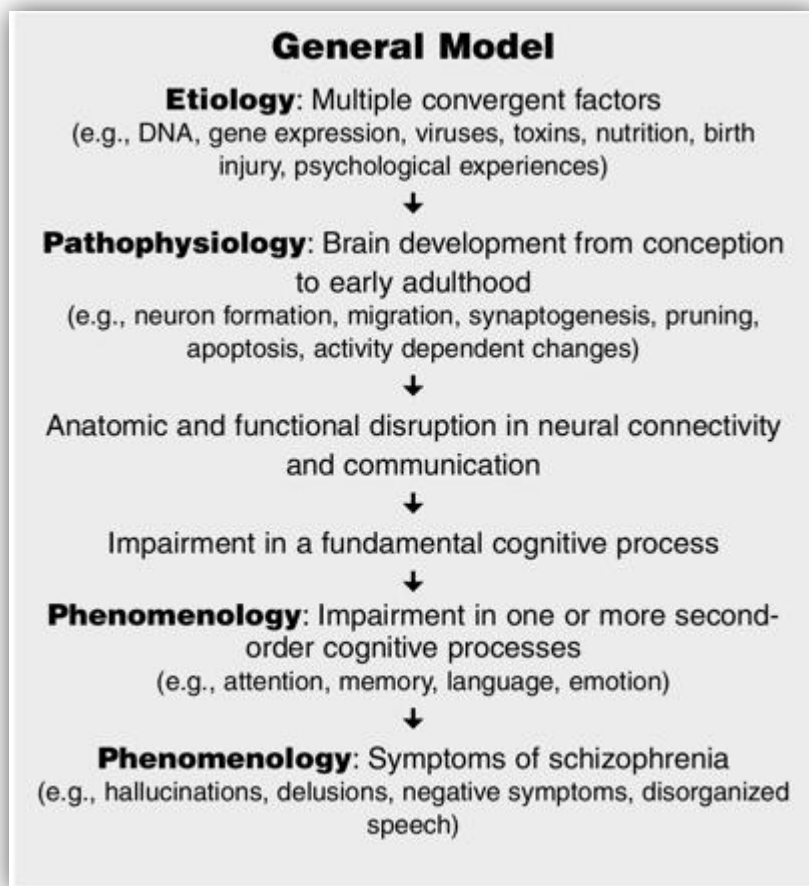 General Model
Etiology: Multiple convergent factors
(e.g., DNA, gene expression, viruses, toxins, nutrition, birth
injury, psychological experiences)
Pathophysiology: Brain development from conception
to early adulthood
(e.g., neuron formation, migration, synaptogenesis, pruning,
apoptosis, activity dependent changes)
Anatomic and functional disruption in neural connectivity
and communication
Impairment in a fundamental cognitive process
Phenomenology: Impairment in one or more second-
order cognitive processes
(e.g., attention, memory, language, emotion)
Phenomenology: Symptoms of schizophrenia
(e.g., hallucinations, delusions, negative symptoms, disorganized
speech)